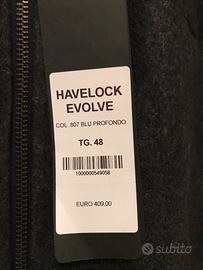 HAVELOCK
EVOLVE
COL. 807 BLU PROFONDO
TG. 48
1000000549058
EURO 409,00
subito